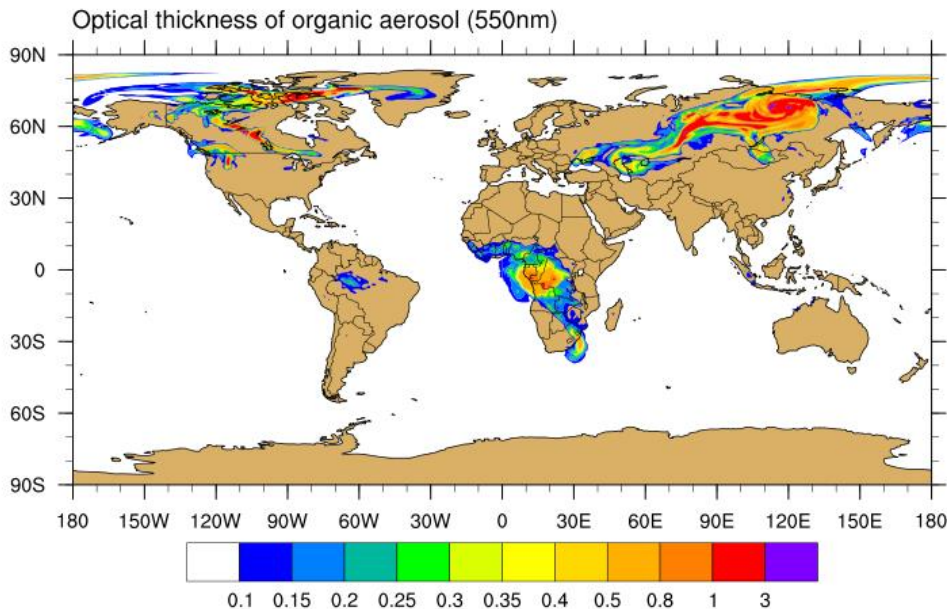 Optical thickness of organic aerosol (550nm)
90N
60N
30N
0
30S
60S
90S
180 150W 120W 90W 60W 30W 0 30E 60E 90E 120E 150E 180
0.1 0.15 0.2 0.25 0.3 0.35 0.4 0.5 0.8 1 3